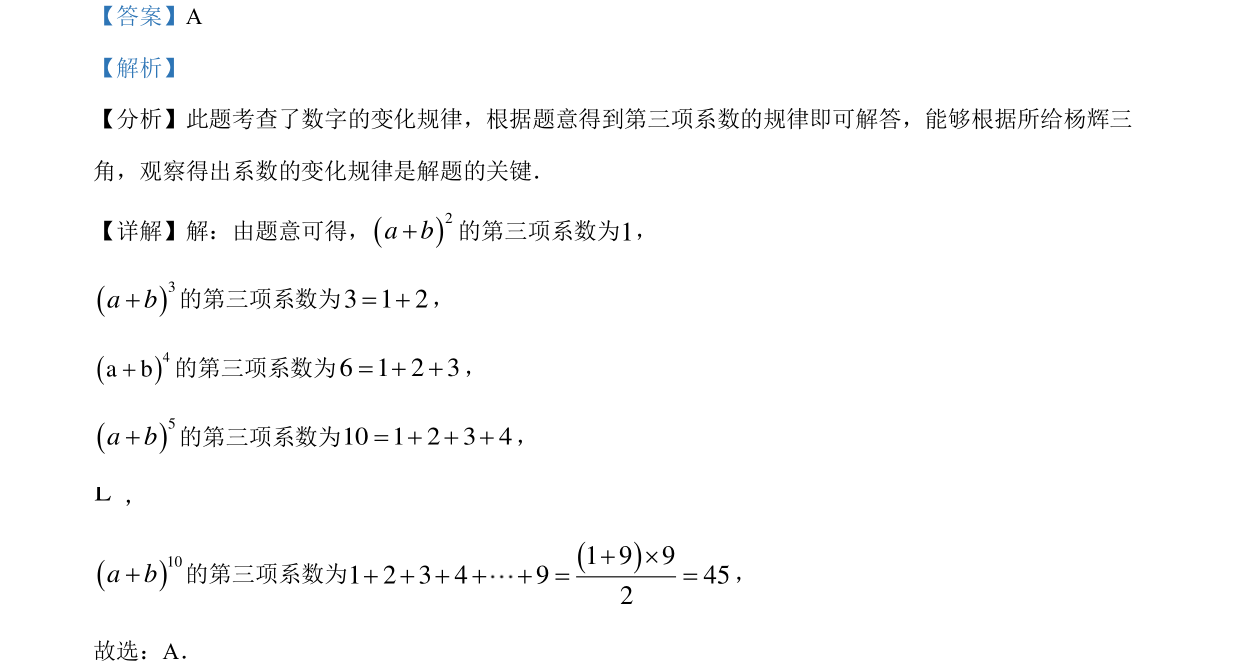 【答案】A
【解析】
【分析】此题考查了数字的变化规律，根据题意得到第三项系数的规律即可解答，能够根据所给杨辉三
角，观察得出系数的变化规律是解题的关键．
【详解】解：由题意可得，(a+b)²的第三项系数为1，
(a+b)³的第三项系数为3=1+2，
(a+b)⁴的第三项系数为6=1+2+3，
(a+b)⁵的第三项系数为10=1+2+3+4，
L ，
(a+b)¹⁰的第三项系数为1+2+3+4+⋯+9=(1+9)×9/2=45，
故选：A．